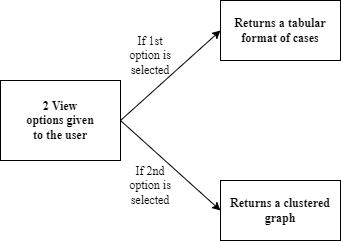 2 View
options given
to the user
If 1st
option is
selected
Returns a tabular
format of cases
If 2nd
option is
selected
Returns a clustered
graph